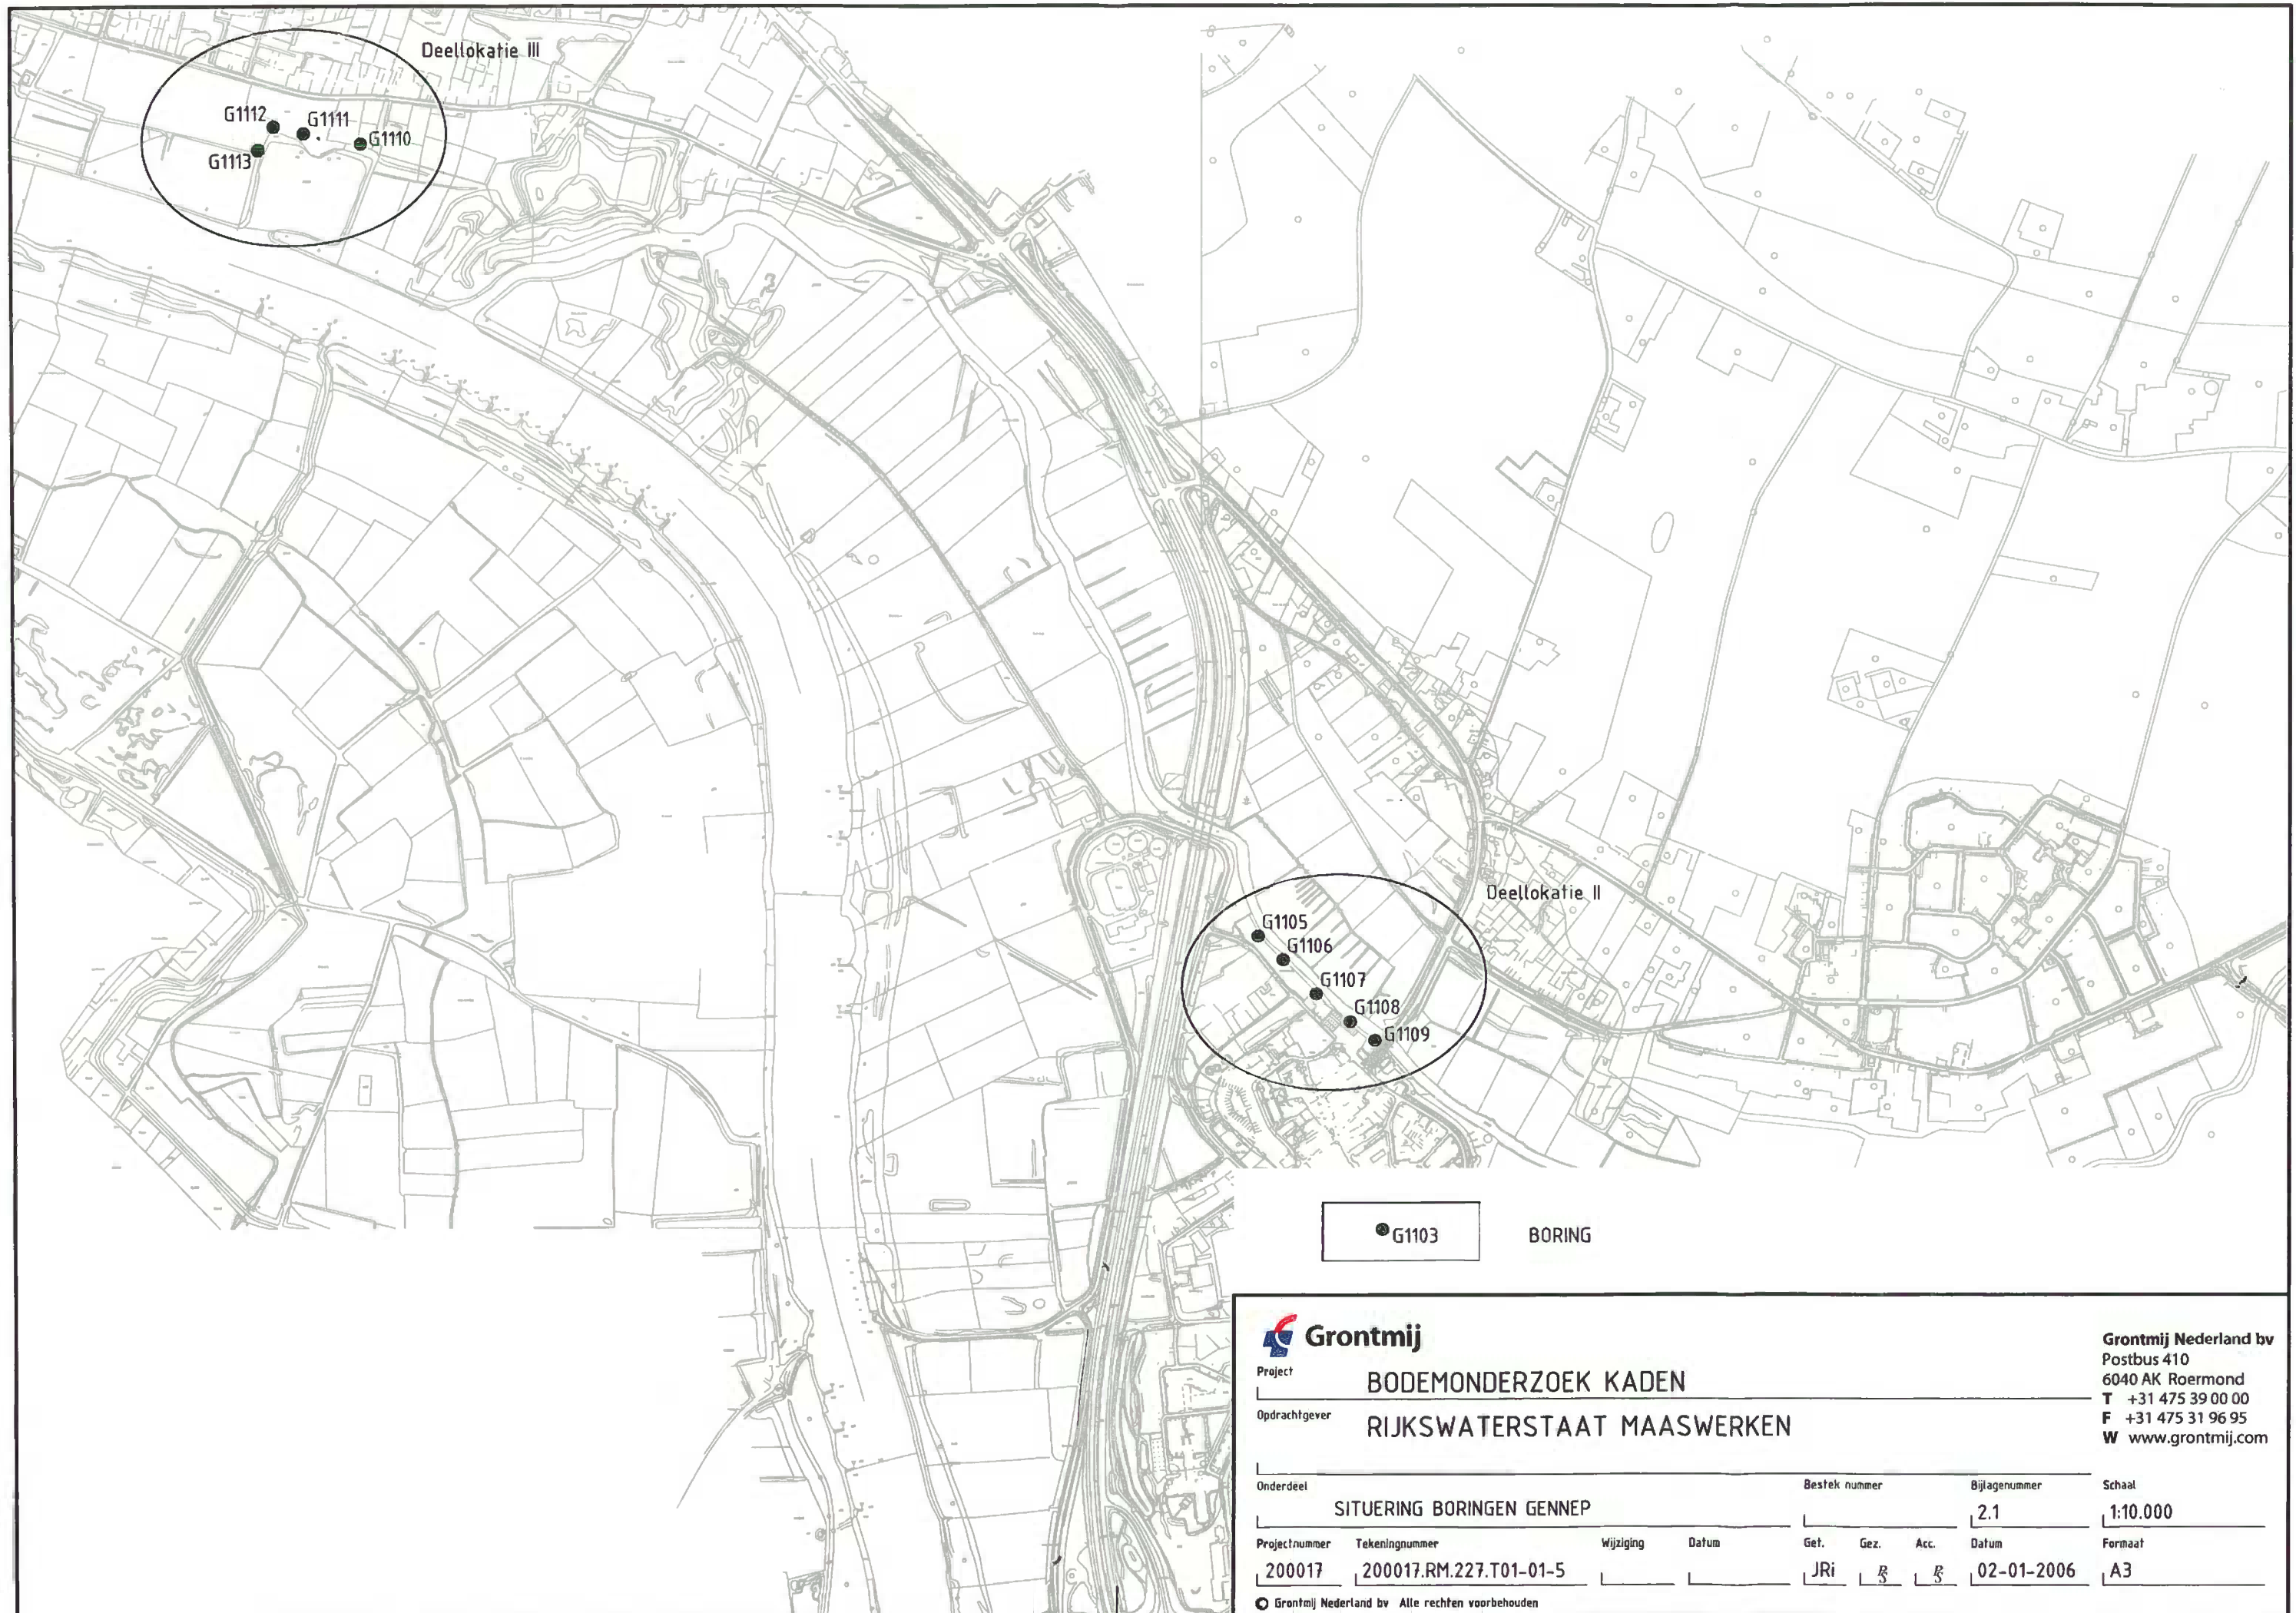 Deellokatie III
G1112
G1111
G1110
G1113
Deellokatie II
G1105
G1106
G1107
G1108
G1109
G1103
BORING
Grontmij
Grontmij Nederland bv
Postbus 410
6040 AK Roermond
T +31 475 39 00 00
F +31 475 31 96 95
W www.grontmij.com
Project
BODEMONDERZOEK KADEN
Opdrachtgever
RIJKSWATERSTAAT MAASWERKEN
Onderdeel
SITUERING BORINGEN GENNEP
Bestek nummer
Bijlagenummer
2.1
Schaal
1:10.000
Projectnummer
200017
Tekeningnummer
200017.RM.227.T01-01-5
Wijziging
Datum
Get.
JRi
Gez.
Acc.
Datum
02-01-2006
Formaat
A3
© Grontmij Nederland bv Alle rechten voorbehouden